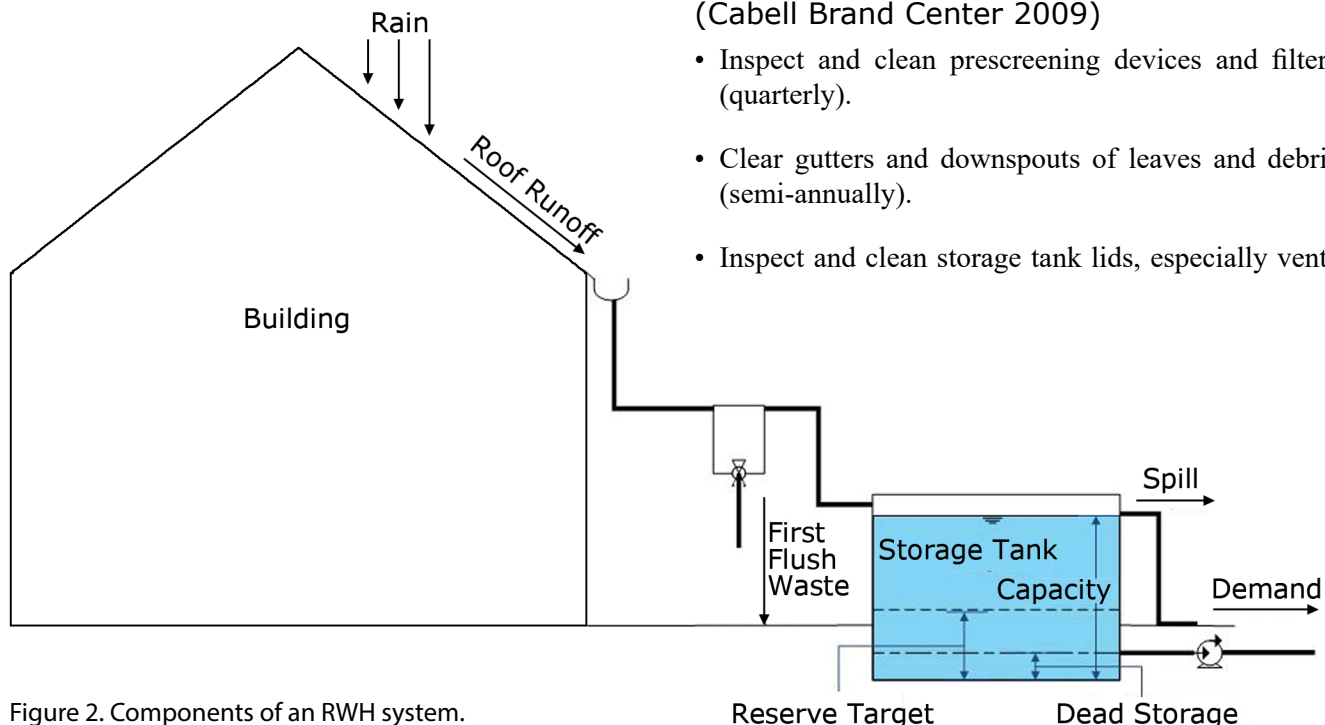 (Cabell Brand Center 2009)
• Inspect and clean prescreening devices and filter
(quarterly).
• Clear gutters and downspouts of leaves and debri
(semi-annually).
• Inspect and clean storage tank lids, especially vent
Rain
Roof Runoff
Building
First
Flush
Waste
Storage Tank
Capacity
Spill
Demand
Reserve Target
Dead Storage
Figure 2. Components of an RWH system.